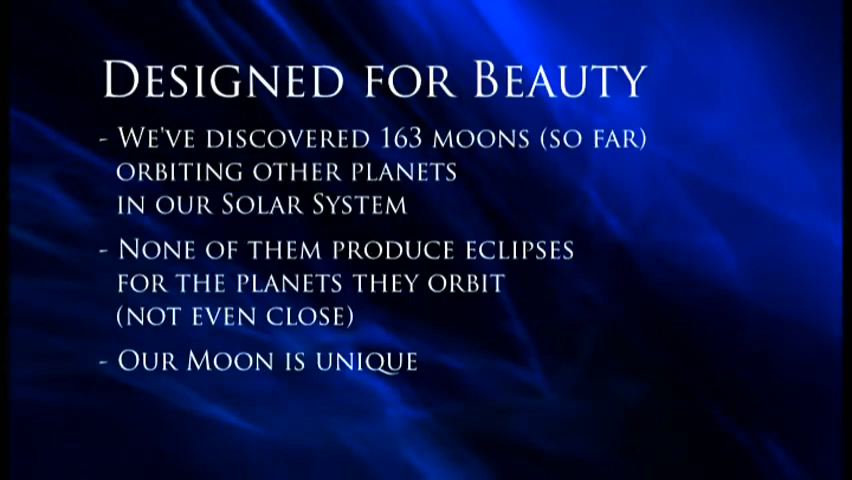 Designed for Beauty
- We've discovered 163 moons (so far)
orbiting other planets
in our Solar System
- None of them produce eclipses
for the planets they orbit
(not even close)
- Our Moon is unique